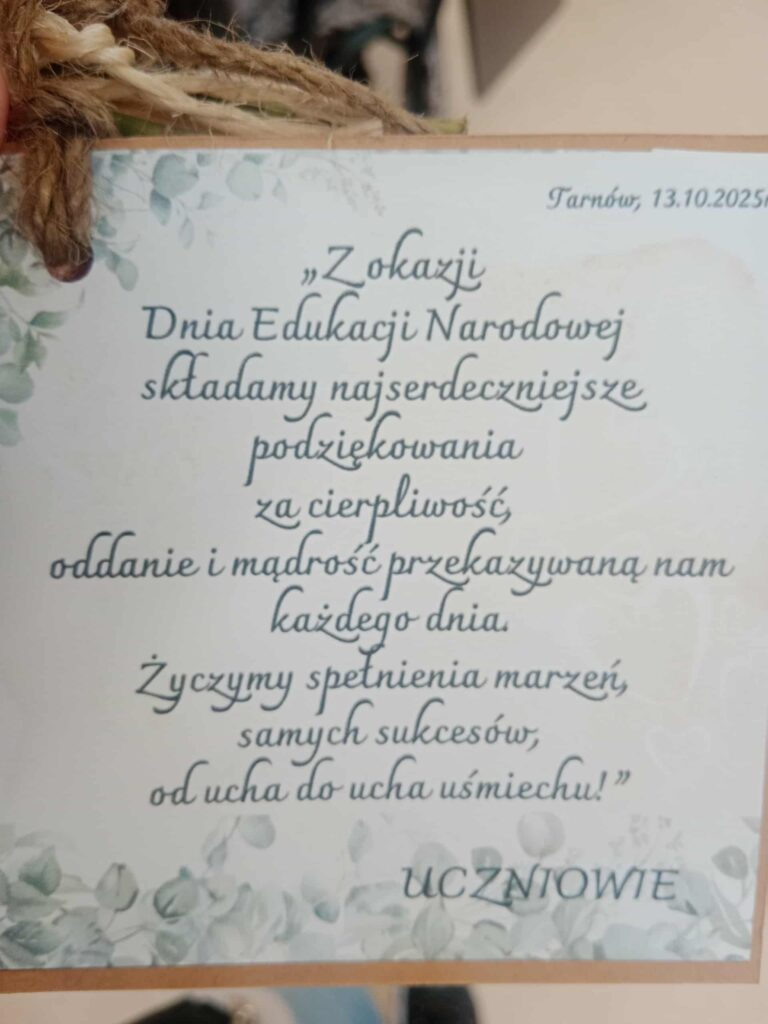 Tarnów, 13.10.2025r
„Z okazji
Dnia Edukacji Narodowej
składamy najserdeczniejsze
podziękowania
za cierpliwość,
oddanie i mądrość przekazywaną nam
każdego dnia.
Życzymy spełnienia marzeń,
samych sukcesów,
od ucha do ucha uśmiechu!”
UCZNIOWIE